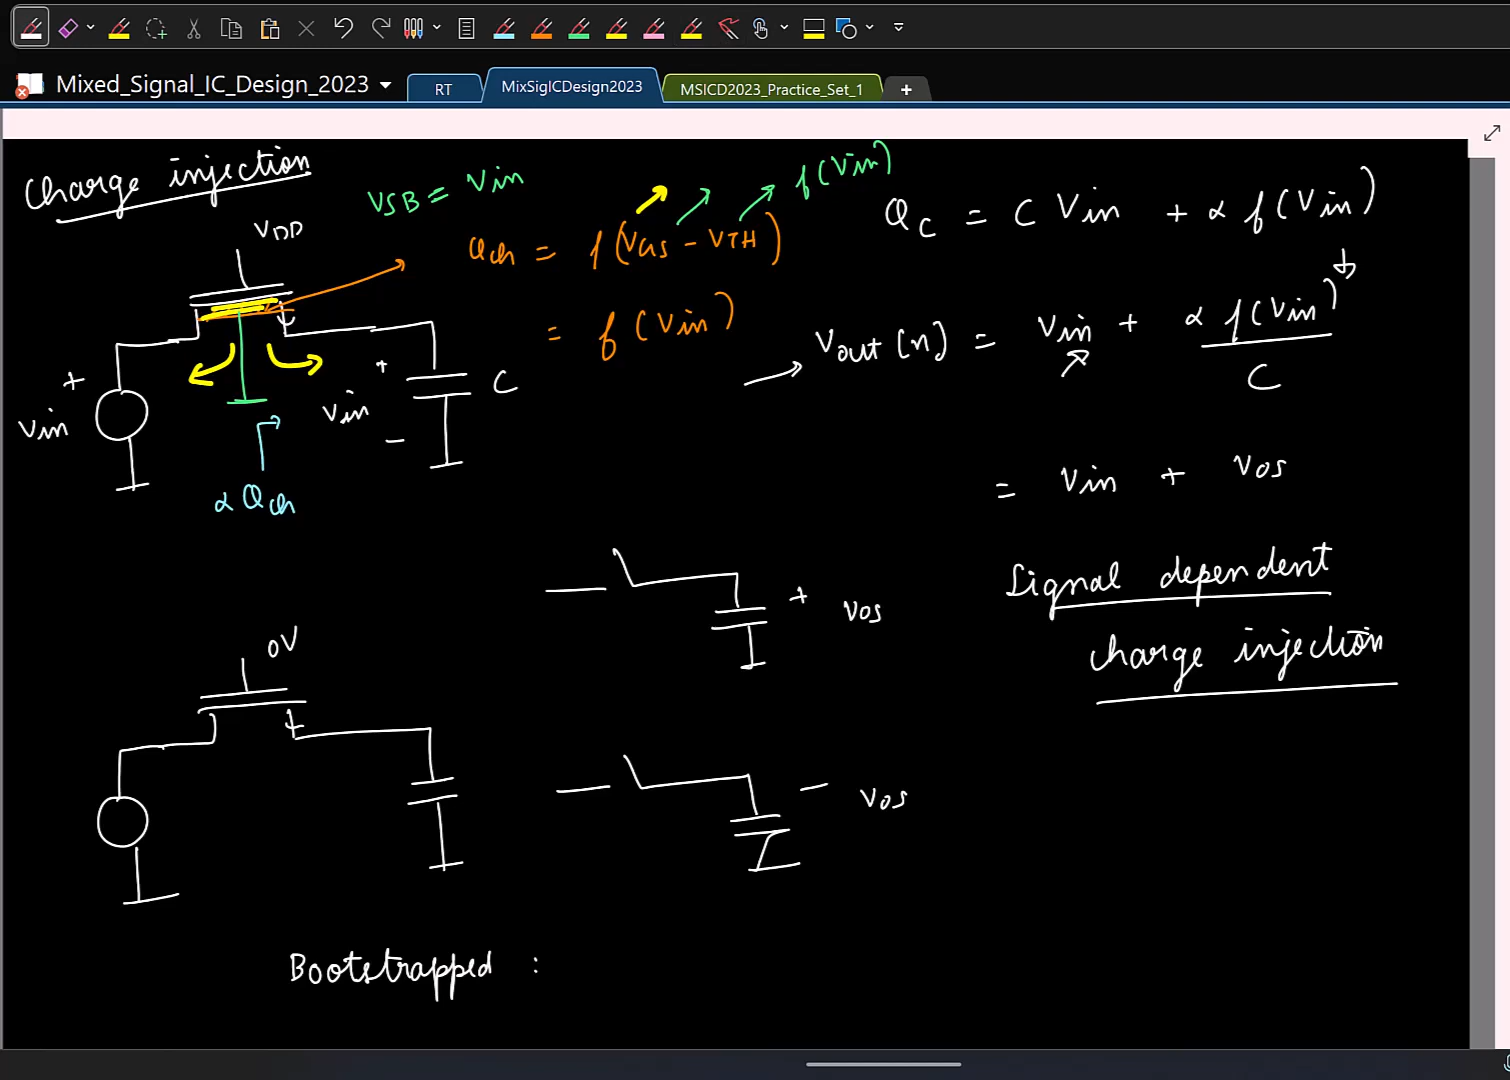 Mixed_Signal_IC_Design_2023
RT
MixSigICDesign2023
MSICD2023_Practice_Set_1
+
Charge injection
VDD
VSB = Vin
f(Vin)
Qch = f(VGS - VTH)
= f(Vin)
QC = C Vin + α f(Vin)
Vout[n] = Vin + α f(Vin)
C
= Vin + VOS
+
Vin
+
Vin
-
C
α Qch
Signal dependent
charge injection
+ VOS
0V
- VOS
Bootstrapped :